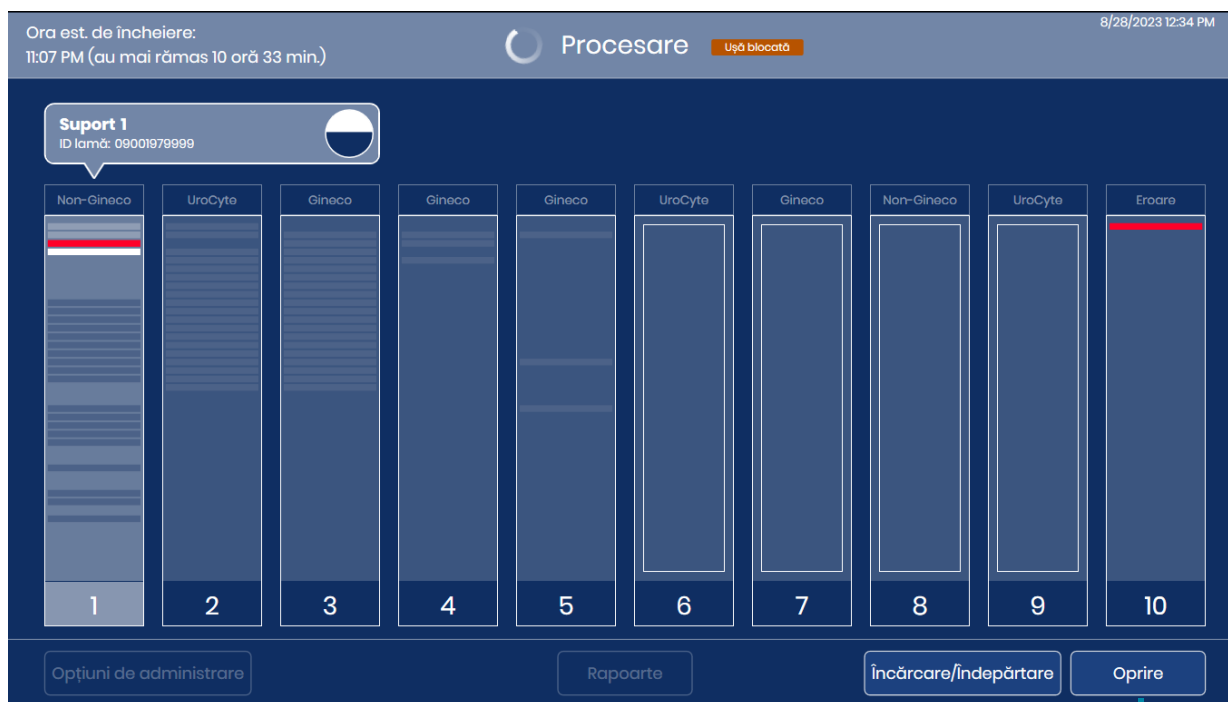 Ora est. de încheiere:
11:07 PM (au mai rămas 10 oră 33 min.)
Procesare
Ușă blocată
8/28/2023 12:34 PM
Suport 1
ID lamă: 09001979999
Non-Gineco
UroCyte
Gineco
Gineco
Gineco
UroCyte
Gineco
Non-Gineco
UroCyte
Eroare
1
2
3
4
5
6
7
8
9
10
Opțiuni de administrare
Rapoarte
Încărcare/Îndepărtare
Oprire